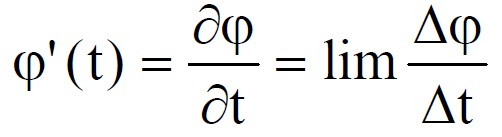 φ'(t) = ∂φ/∂t = lim Δφ/Δt